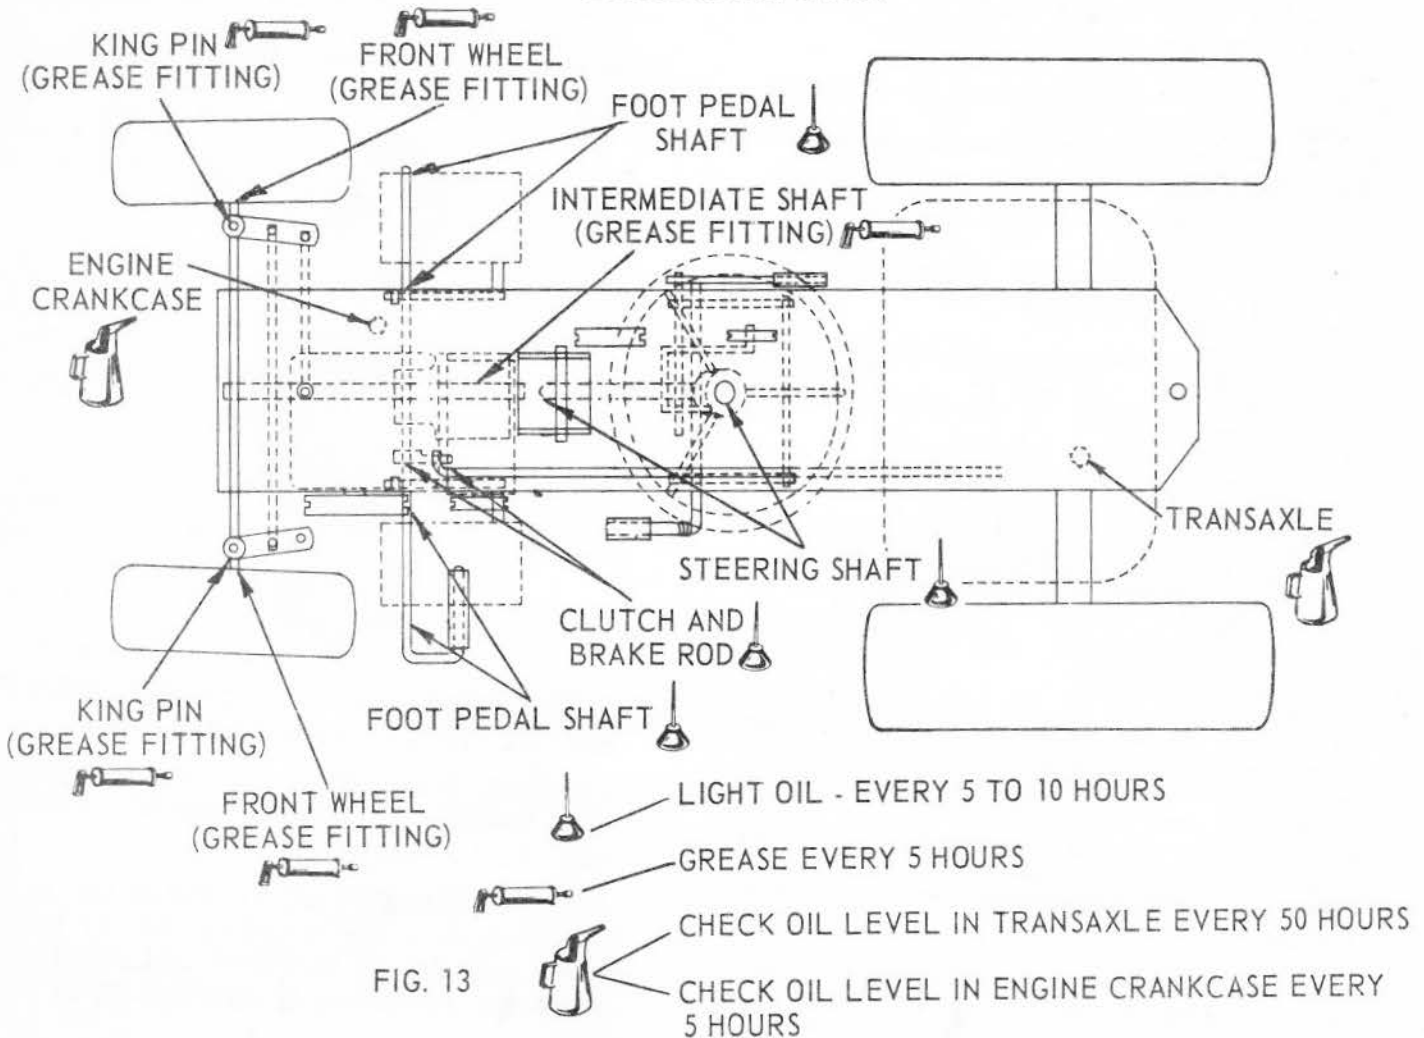 KING PIN
(GREASE FITTING)
FRONT WHEEL
(GREASE FITTING)
FOOT PEDAL
SHAFT
INTERMEDIATE SHAFT
(GREASE FITTING)
ENGINE
CRANKCASE
TRANSAXLE
STEERING SHAFT
CLUTCH AND
BRAKE ROD
FOOT PEDAL SHAFT
KING PIN
(GREASE FITTING)
FRONT WHEEL
(GREASE FITTING)
LIGHT OIL - EVERY 5 TO 10 HOURS
GREASE EVERY 5 HOURS
CHECK OIL LEVEL IN TRANSAXLE EVERY 50 HOURS
FIG. 13
CHECK OIL LEVEL IN ENGINE CRANKCASE EVERY
5 HOURS